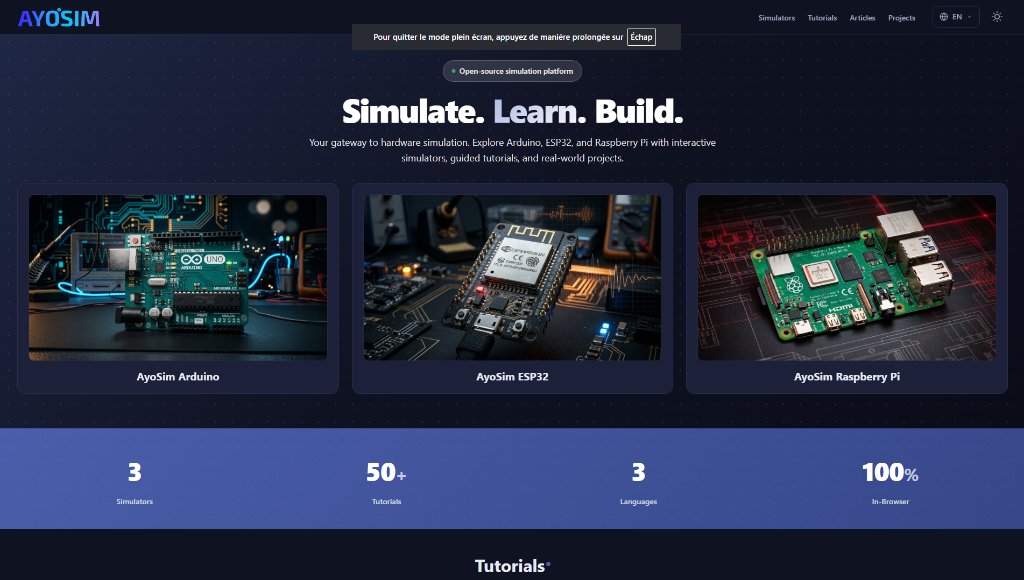 AYOSIM
Simulators Tutorials Articles Projects EN
Pour quitter le mode plein écran, appuyez de manière prolongée sur Échap
Open-source simulation platform
Simulate. Learn. Build.
Your gateway to hardware simulation. Explore Arduino, ESP32, and Raspberry Pi with interactive
simulators, guided tutorials, and real-world projects.
UNO
ARDUINO
HDMI
AyoSim Arduino
AyoSim ESP32
AyoSim Raspberry Pi
3
Simulators
50+
Tutorials
3
Languages
100%
In-Browser
Tutorials